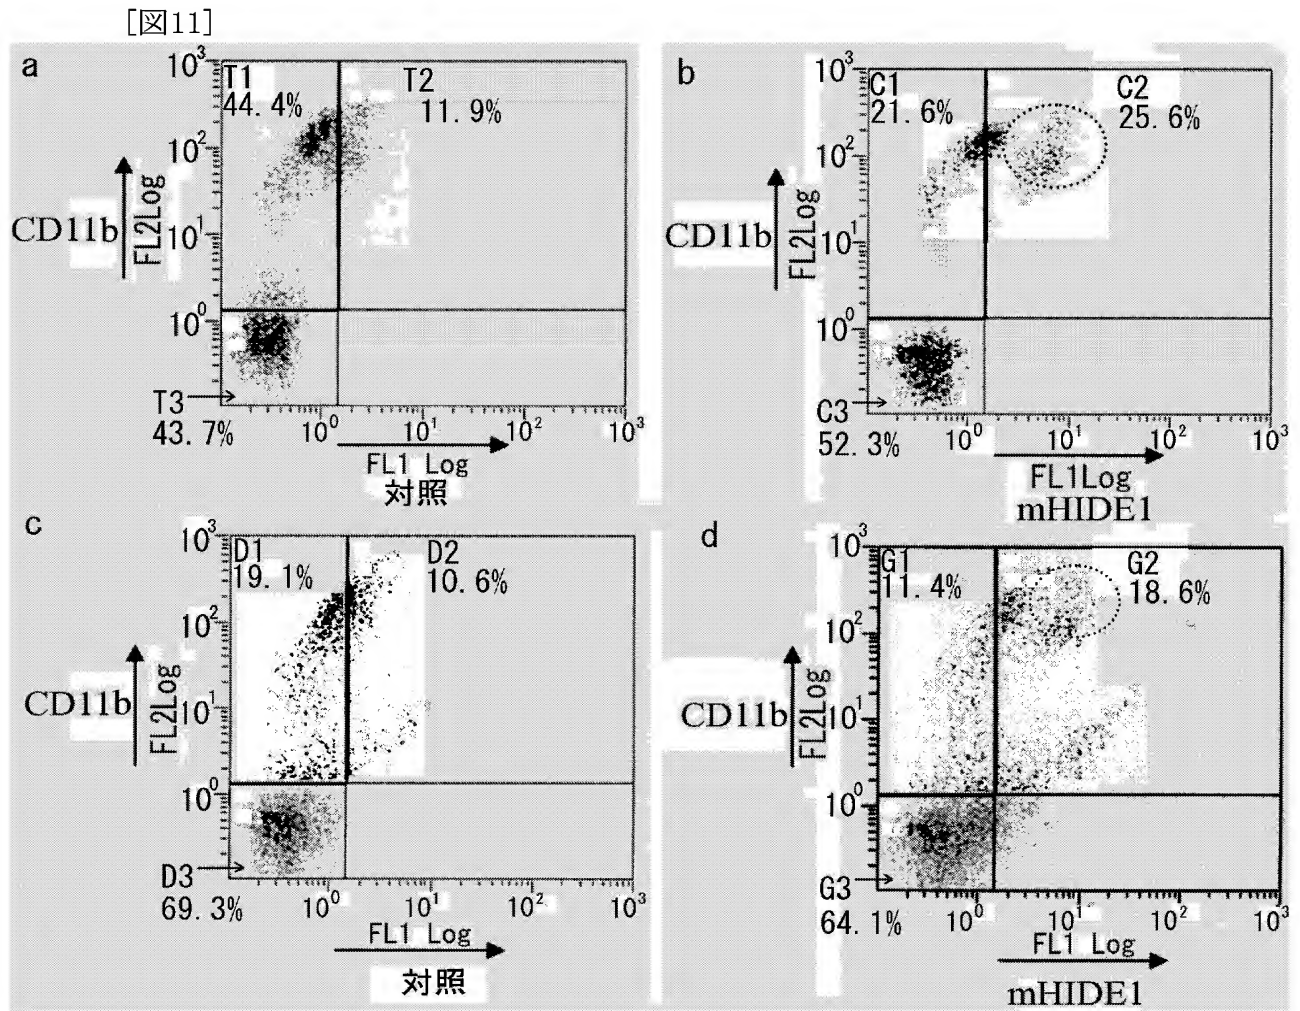 [図11]
a
10³
T1
44. 4%
T2
11. 9%
10²
CD11b
FL2Log
10¹
10⁰
T3
43. 7%
10⁰
10¹
10²
10³
FL1 Log
対照
b
10³
C1
21. 6%
C2
25. 6%
10²
CD11b
FL2Log
10¹
10⁰
C3
52. 3%
10⁰
10¹
10²
10³
FL1Log
mHIDE1
c
10³
D1
19. 1%
D2
10. 6%
10²
CD11b
FL2Log
10¹
10⁰
D3
69. 3%
10⁰
10¹
10²
10³
FL1 Log
対照
d
10³
G1
11. 4%
G2
18. 6%
10²
CD11b
FL2Log
10¹
10⁰
G3
64. 1%
10⁰
10¹
10²
10³
FL1 Log
mHIDE1